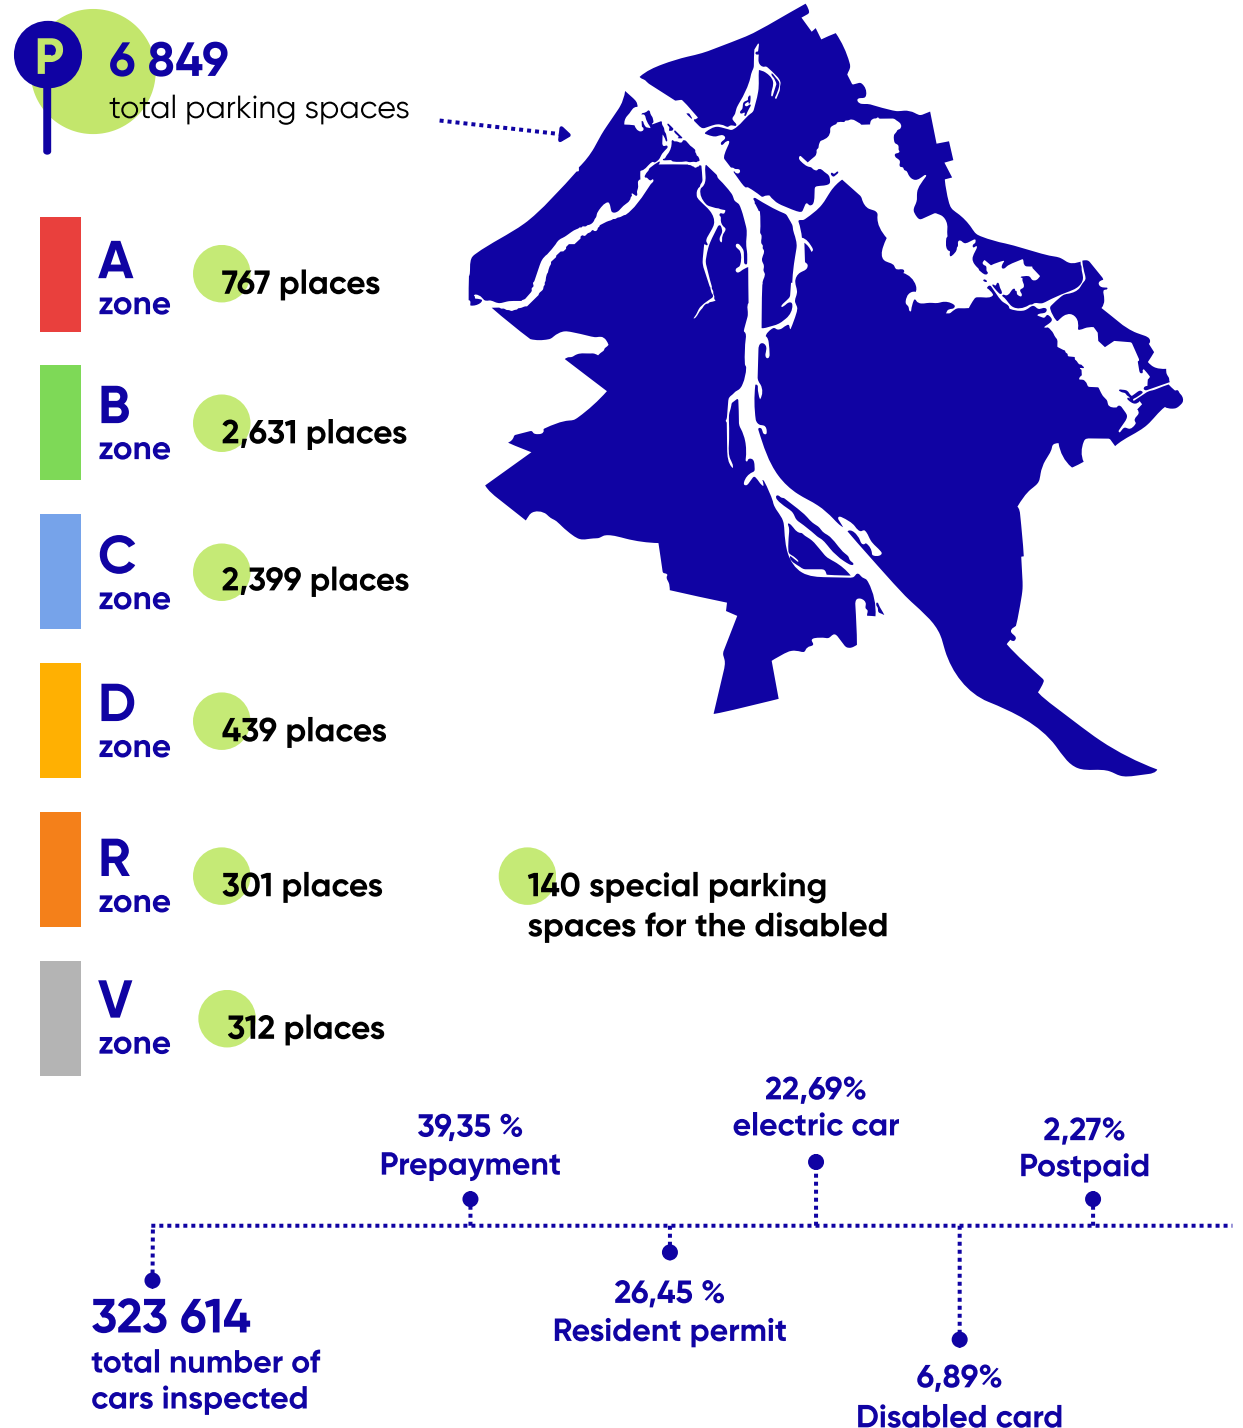 P
6 849
total parking spaces
A
zone
767 places
B
zone
2,631 places
C
zone
2,399 places
D
zone
439 places
R
zone
301 places
140 special parking
spaces for the disabled
V
zone
312 places
39,35 %
Prepayment
22,69%
electric car
2,27%
Postpaid
323 614
total number of
cars inspected
26,45 %
Resident permit
6,89%
Disabled card